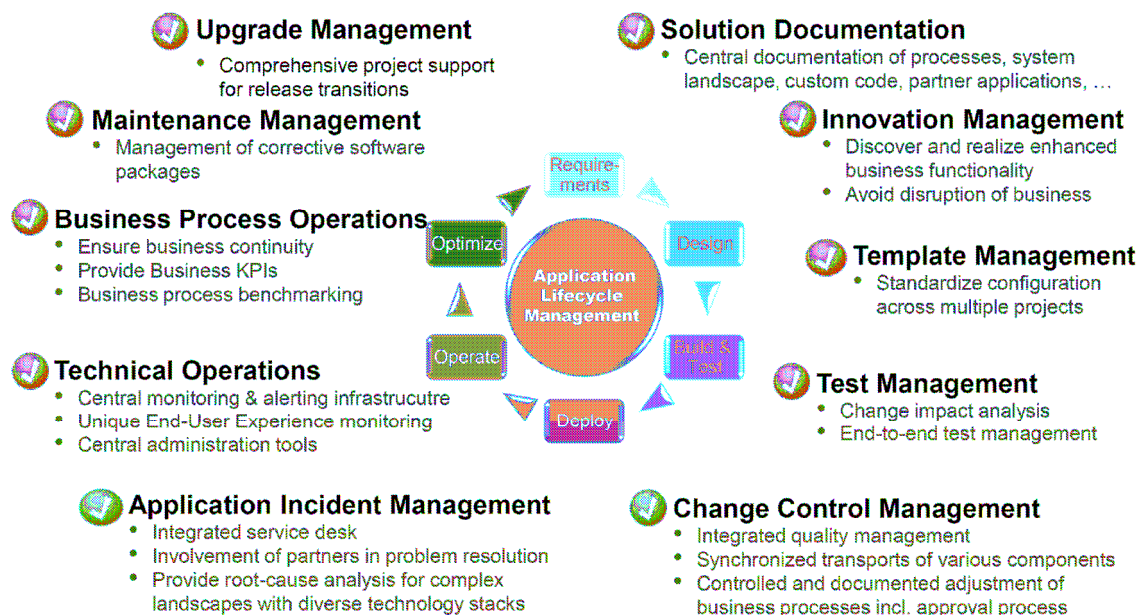 Upgrade Management
• Comprehensive project support
for release transitions
Solution Documentation
• Central documentation of processes, system
landscape, custom code, partner applications, …
Maintenance Management
• Management of corrective software
packages
Innovation Management
• Discover and realize enhanced
business functionality
• Avoid disruption of business
Business Process Operations
• Ensure business continuity
• Provide Business KPIs
• Business process benchmarking
Template Management
• Standardize configuration
across multiple projects
Technical Operations
• Central monitoring & alerting infrastrucutre
• Unique End-User Experience monitoring
• Central administration tools
Test Management
• Change impact analysis
• End-to-end test management
Application Incident Management
• Integrated service desk
• Involvement of partners in problem resolution
• Provide root-cause analysis for complex
landscapes with diverse technology stacks
Change Control Management
• Integrated quality management
• Synchronized transports of various components
• Controlled and documented adjustment of
business processes incl. approval process
Require-
ments
Design
Build &
Test
Deploy
Operate
Optimize
Application
Lifecycle
Management